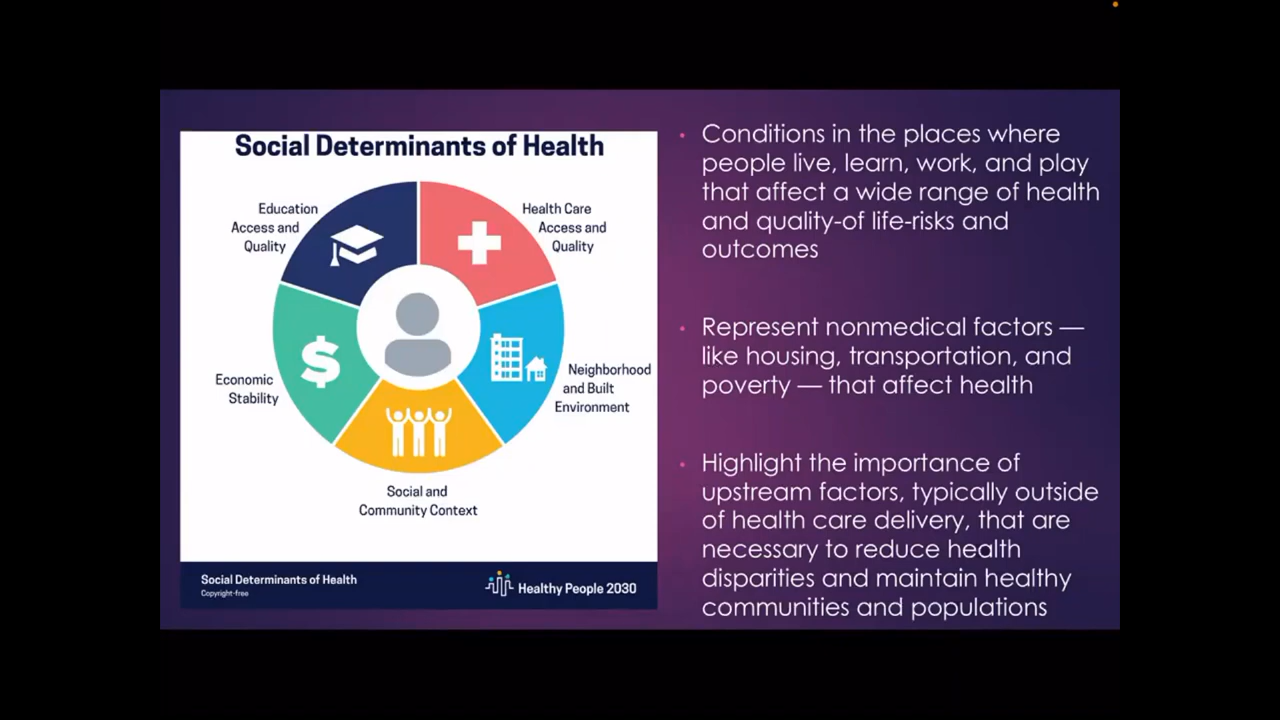 Social Determinants of Health
Education
Access and
Quality
Health Care
Access and
Quality
Economic
Stability
Neighborhood
and Built
Environment
Social and
Community Context
Social Determinants of Health
Copyright-free
Healthy People 2030
• Conditions in the places where
people live, learn, work, and play
that affect a wide range of health
and quality-of life-risks and
outcomes
• Represent nonmedical factors —
like housing, transportation, and
poverty — that affect health
• Highlight the importance of
upstream factors, typically outside
of health care delivery, that are
necessary to reduce health
disparities and maintain healthy
communities and populations